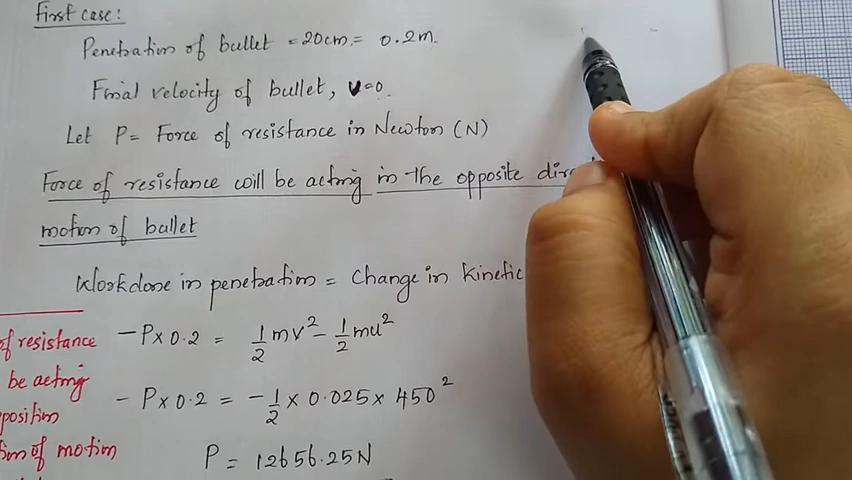 First case:
Penetration of bullet = 20cm = 0.2m.
Final velocity of bullet, v=0.
Let P= Force of resistance in Newton (N)
Force of resistance will be acting in the opposite
motion of bullet
Workdone in penetration = Change in Kinetic
of resistance
-P×0.2 = 1/2 mv² - 1/2 mu²
be acting
- P×0.2 = -1/2 × 0.025 × 450²
of motion
P = 12656.25N